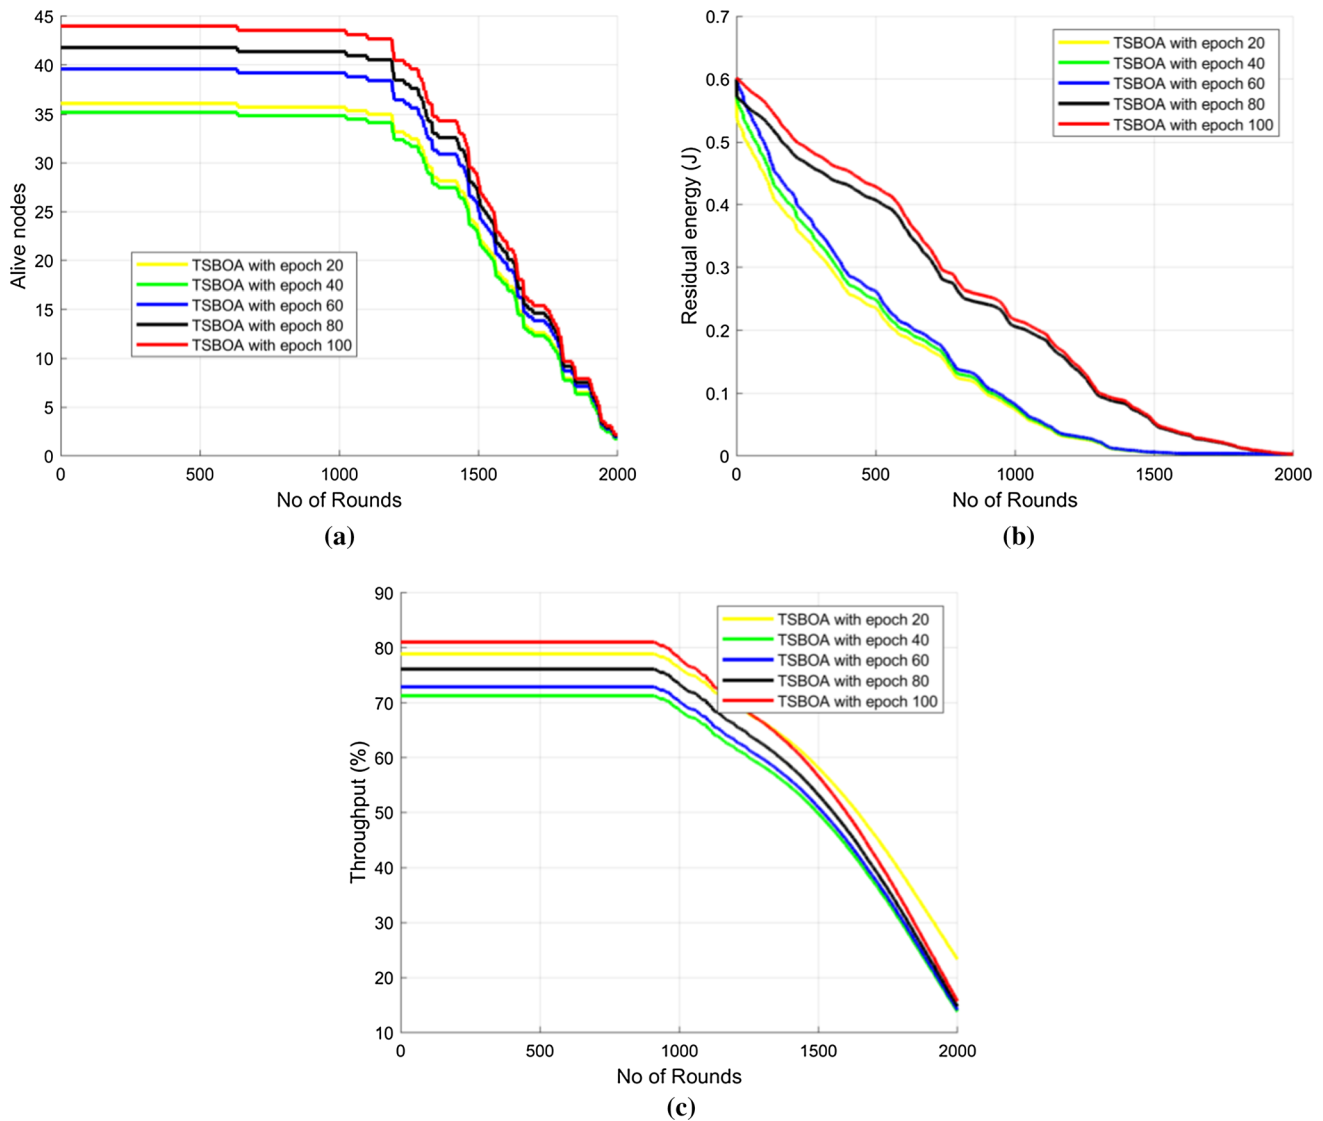 45
40
35
30
25
20
15
10
5
0
Alive nodes
TSBOA with epoch 20
TSBOA with epoch 40
TSBOA with epoch 60
TSBOA with epoch 80
TSBOA with epoch 100
0 500 1000 1500 2000
No of Rounds
(a)
0.7
0.6
0.5
0.4
0.3
0.2
0.1
0
Residual energy (J)
TSBOA with epoch 20
TSBOA with epoch 40
TSBOA with epoch 60
TSBOA with epoch 80
TSBOA with epoch 100
0 500 1000 1500 2000
No of Rounds
(b)
90
80
70
60
50
40
30
20
10
Throughput (%)
TSBOA with epoch 20
TSBOA with epoch 40
TSBOA with epoch 60
TSBOA with epoch 80
TSBOA with epoch 100
0 500 1000 1500 2000
No of Rounds
(c)